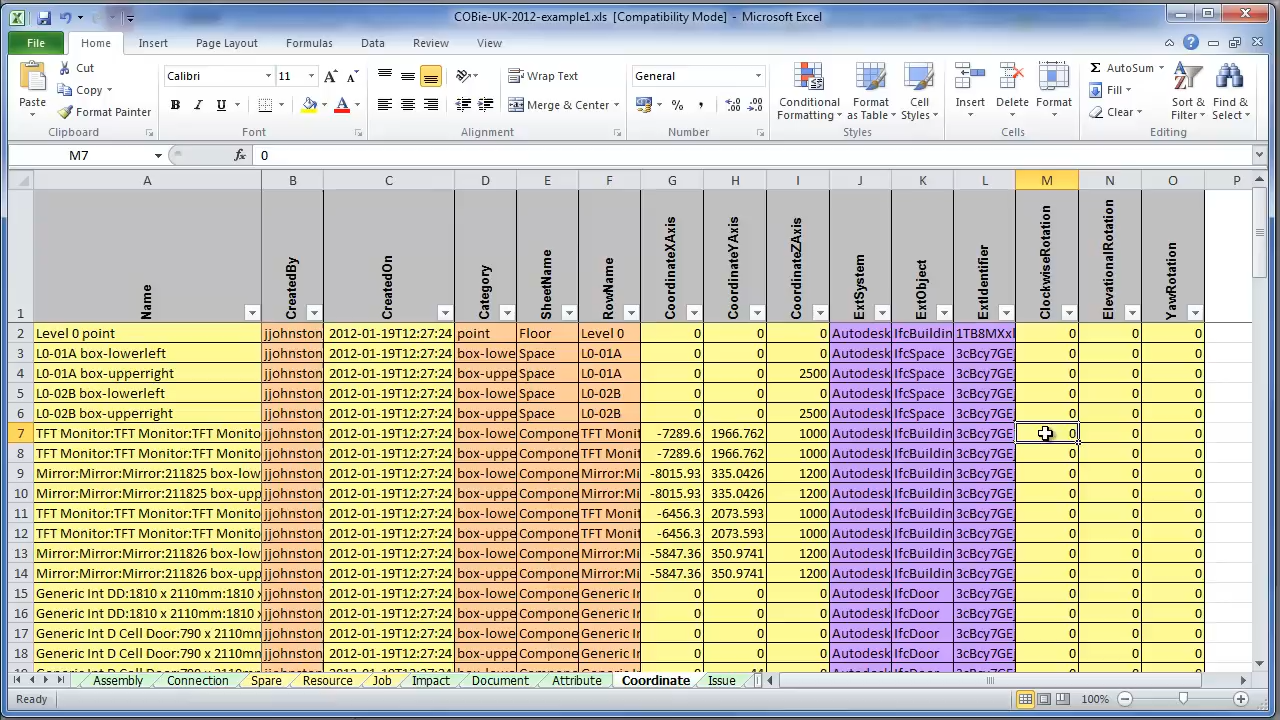 COBie-UK-2012-example1.xls [Compatibility Mode] - Microsoft Excel
File Home Insert Page Layout Formulas Data Review View
Paste Cut Copy Format Painter Clipboard
Calibri 11 B I U A Font
Wrap Text Merge & Center Alignment
General % , Number
Conditional Formatting Format as Table Cell Styles Styles
Insert Delete Format Cells
AutoSum Fill Clear Sort & Filter Find & Select Editing
M7 fx 0
A B C D E F G H I J K L M N O P
1 Name CreatedBy CreatedOn Category SheetName RowName CoordinateXAxis CoordinateYAxis CoordinateZAxis ExtSystem ExtObject ExtIdentifier ClockwiseRotation ElevationalRotation YawRotation
2 Level 0 point jjohnston 2012-01-19T12:27:24 point Floor Level 0 0 0 0 Autodesk IfcBuildin 1TB8MXx 0 0 0
3 L0-01A box-lowerleft jjohnston 2012-01-19T12:27:24 box-lowe Space L0-01A 0 0 0 Autodesk IfcSpace 3cBcy7GE 0 0 0
4 L0-01A box-upperright jjohnston 2012-01-19T12:27:24 box-uppe Space L0-01A 0 0 2500 Autodesk IfcSpace 3cBcy7GE 0 0 0
5 L0-02B box-lowerleft jjohnston 2012-01-19T12:27:24 box-lowe Space L0-02B 0 0 0 Autodesk IfcSpace 3cBcy7GE 0 0 0
6 L0-02B box-upperright jjohnston 2012-01-19T12:27:24 box-uppe Space L0-02B 0 0 2500 Autodesk IfcSpace 3cBcy7GE 0 0 0
7 TFT Monitor:TFT Monitor:TFT Monito jjohnston 2012-01-19T12:27:24 box-lowe Compone TFT Monit -7289.6 1966.762 1000 Autodesk IfcBuildin 3cBcy7GE 0 0 0
8 TFT Monitor:TFT Monitor:TFT Monito jjohnston 2012-01-19T12:27:24 box-uppe Compone TFT Monit -7289.6 1966.762 1000 Autodesk IfcBuildin 3cBcy7GE 0 0 0
9 Mirror:Mirror:Mirror:211825 box-low jjohnston 2012-01-19T12:27:24 box-lowe Compone Mirror:Mi -8015.93 335.0426 1200 Autodesk IfcBuildin 3cBcy7GE 0 0 0
10 Mirror:Mirror:Mirror:211825 box-upp jjohnston 2012-01-19T12:27:24 box-uppe Compone Mirror:Mi -8015.93 335.0426 1200 Autodesk IfcBuildin 3cBcy7GE 0 0 0
11 TFT Monitor:TFT Monitor:TFT Monito jjohnston 2012-01-19T12:27:24 box-lowe Compone TFT Monit -6456.3 2073.593 1000 Autodesk IfcBuildin 3cBcy7GE 0 0 0
12 TFT Monitor:TFT Monitor:TFT Monito jjohnston 2012-01-19T12:27:24 box-uppe Compone TFT Monit -6456.3 2073.593 1000 Autodesk IfcBuildin 3cBcy7GE 0 0 0
13 Mirror:Mirror:Mirror:211826 box-low jjohnston 2012-01-19T12:27:24 box-lowe Compone Mirror:Mi -5847.36 350.9741 1200 Autodesk IfcBuildin 3cBcy7GE 0 0 0
14 Mirror:Mirror:Mirror:211826 box-upp jjohnston 2012-01-19T12:27:24 box-uppe Compone Mirror:Mi -5847.36 350.9741 1200 Autodesk IfcBuildin 3cBcy7GE 0 0 0
15 Generic Int DD:1810 x 2110mm:1810 x jjohnston 2012-01-19T12:27:24 box-lowe Compone Generic In 0 0 0 Autodesk IfcDoor 3cBcy7GE 0 0 0
16 Generic Int DD:1810 x 2110mm:1810 x jjohnston 2012-01-19T12:27:24 box-uppe Compone Generic In 0 0 0 Autodesk IfcDoor 3cBcy7GE 0 0 0
17 Generic Int D Cell Door:790 x 2110mm jjohnston 2012-01-19T12:27:24 box-lowe Compone Generic In 0 0 0 Autodesk IfcDoor 3cBcy7GE 0 0 0
18 Generic Int D Cell Door:790 x 2110mm jjohnston 2012-01-19T12:27:24 box-uppe Compone Generic In 0 0 0 Autodesk IfcDoor 3cBcy7GE 0 0 0
Assembly Connection Spare Resource Job Impact Document Attribute Coordinate Issue
Ready 100%